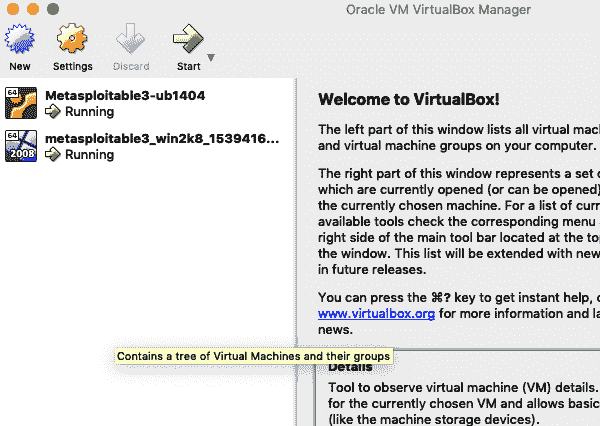 Oracle VM VirtualBox Manager
New
Settings
Discard
Start
64
Metasploitable3-ub1404
Running
64
2008
metasploitable3_win2k8_1539416...
Running
Welcome to VirtualBox!
The left part of this window lists all virtual mac
and virtual machine groups on your computer.
The right part of this window represents a set o
which are currently opened (or can be opened)
the currently chosen machine. For a list of curr
available tools check the corresponding menu
right side of the main tool bar located at the top
the window. This list will be extended with new
in future releases.
You can press the ⌘? key to get instant help, o
www.virtualbox.org for more information and la
news.
Contains a tree of Virtual Machines and their groups
Details
Tool to observe virtual machine (VM) details.
for the currently chosen VM and allows basic
(like the machine storage devices).